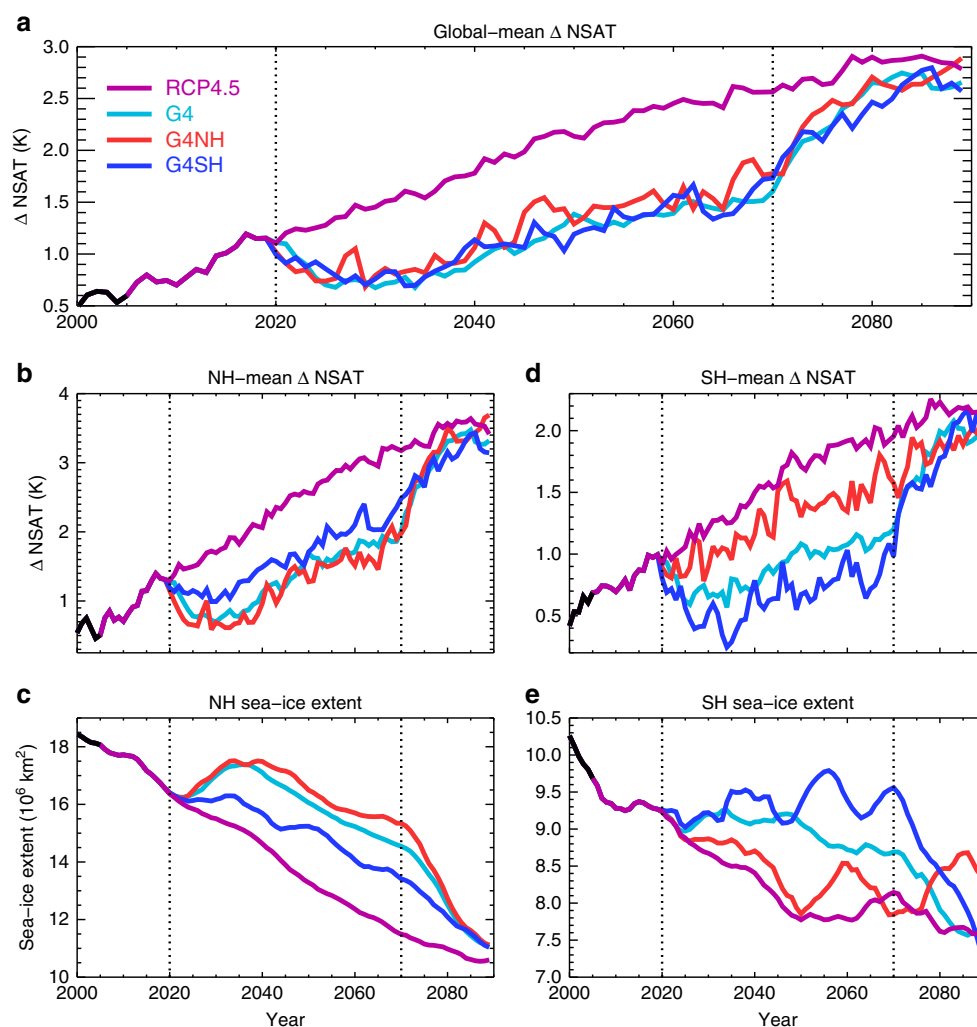 a
Global−mean Δ NSAT
3.0
2.5
2.0
1.5
1.0
0.5
Δ NSAT (K)
RCP4.5
G4
G4NH
G4SH
2000 2020 2040 2060 2080
b
NH−mean Δ NSAT
4
3
2
1
Δ NSAT (K)
d
SH−mean Δ NSAT
2.0
1.5
1.0
0.5
c
NH sea−ice extent
18
16
14
12
10
Sea−ice extent (10⁶ km²)
2000 2020 2040 2060 2080
Year
e
SH sea−ice extent
10.5
10.0
9.5
9.0
8.5
8.0
7.5
7.0
2000 2020 2040 2060 2080
Year